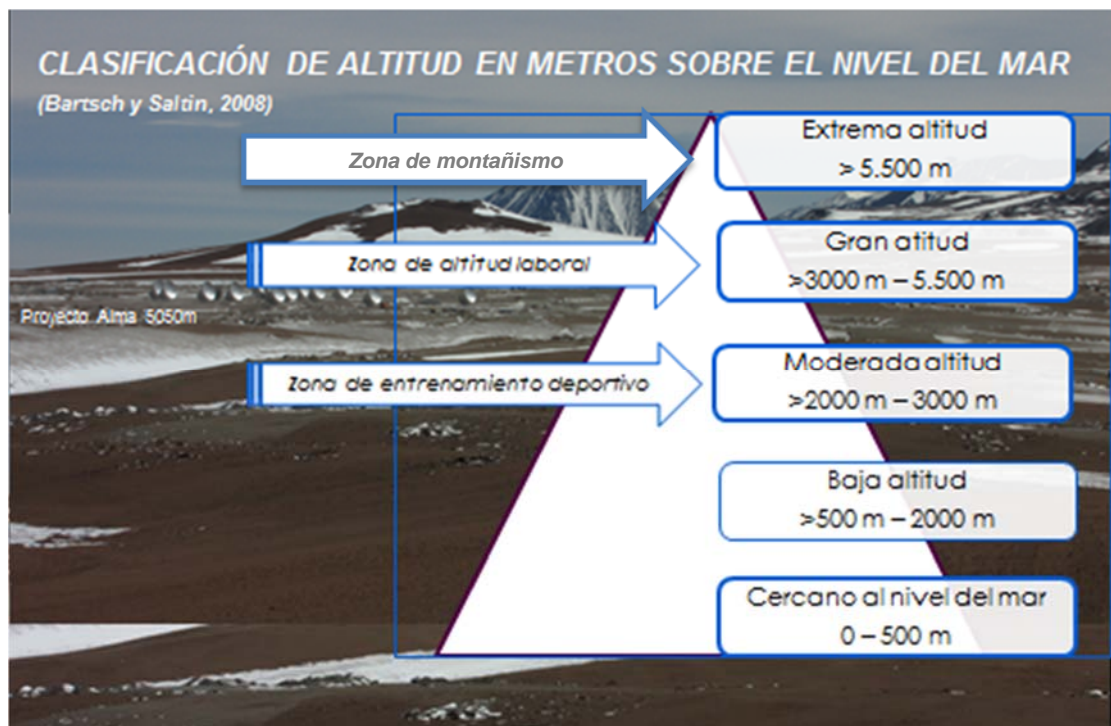 CLASIFICACIÓN DE ALTITUD EN METROS SOBRE EL NIVEL DEL MAR
(Bartsch y Saltin, 2008)
Zona de montañismo
Extrema altitud
> 5.500 m
Zona de altitud laboral
Gran atitud
>3000 m – 5.500 m
Proyecto Alma 5050m
Zona de entrenamiento deportivo
Moderada altitud
>2000 m – 3000 m
Baja altitud
>500 m – 2000 m
Cercano al nivel del mar
0 – 500 m